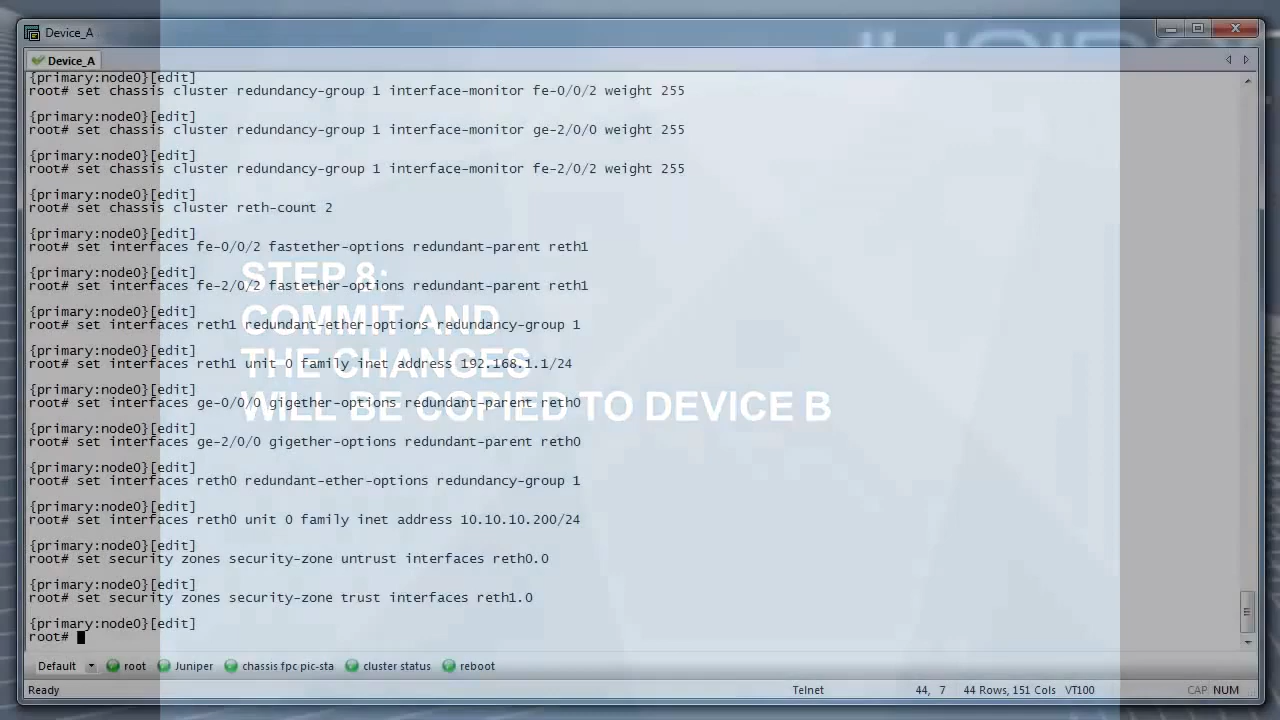 Device_A
Device_A
{primary:node0}[edit]
root# set chassis cluster redundancy-group 1 interface-monitor fe-0/0/2 weight 255
{primary:node0}[edit]
root# set chassis cluster redundancy-group 1 interface-monitor ge-2/0/0 weight 255
{primary:node0}[edit]
root# set chassis cluster redundancy-group 1 interface-monitor fe-2/0/2 weight 255
{primary:node0}[edit]
root# set chassis cluster reth-count 2
{primary:node0}[edit]
root# set interfaces fe-0/0/2 fastether-options redundant-parent reth1
{primary:node0}[edit]
root# set interfaces fe-2/0/2 fastether-options redundant-parent reth1
{primary:node0}[edit]
root# set interfaces reth1 redundant-ether-options redundancy-group 1
{primary:node0}[edit]
root# set interfaces reth1 unit 0 family inet address 192.168.1.1/24
{primary:node0}[edit]
root# set interfaces ge-0/0/0 gigether-options redundant-parent reth0
{primary:node0}[edit]
root# set interfaces ge-2/0/0 gigether-options redundant-parent reth0
{primary:node0}[edit]
root# set interfaces reth0 redundant-ether-options redundancy-group 1
{primary:node0}[edit]
root# set interfaces reth0 unit 0 family inet address 10.10.10.200/24
{primary:node0}[edit]
root# set security zones security-zone untrust interfaces reth0.0
{primary:node0}[edit]
root# set security zones security-zone trust interfaces reth1.0
{primary:node0}[edit]
root#
STEP 8:
COMMIT AND
THE CHANGES
WILL BE COPIED TO DEVICE B
Default root Juniper chassis fpc pic-sta cluster status reboot
Ready Telnet 44, 7 44 Rows, 151 Cols VT100 CAP NUM